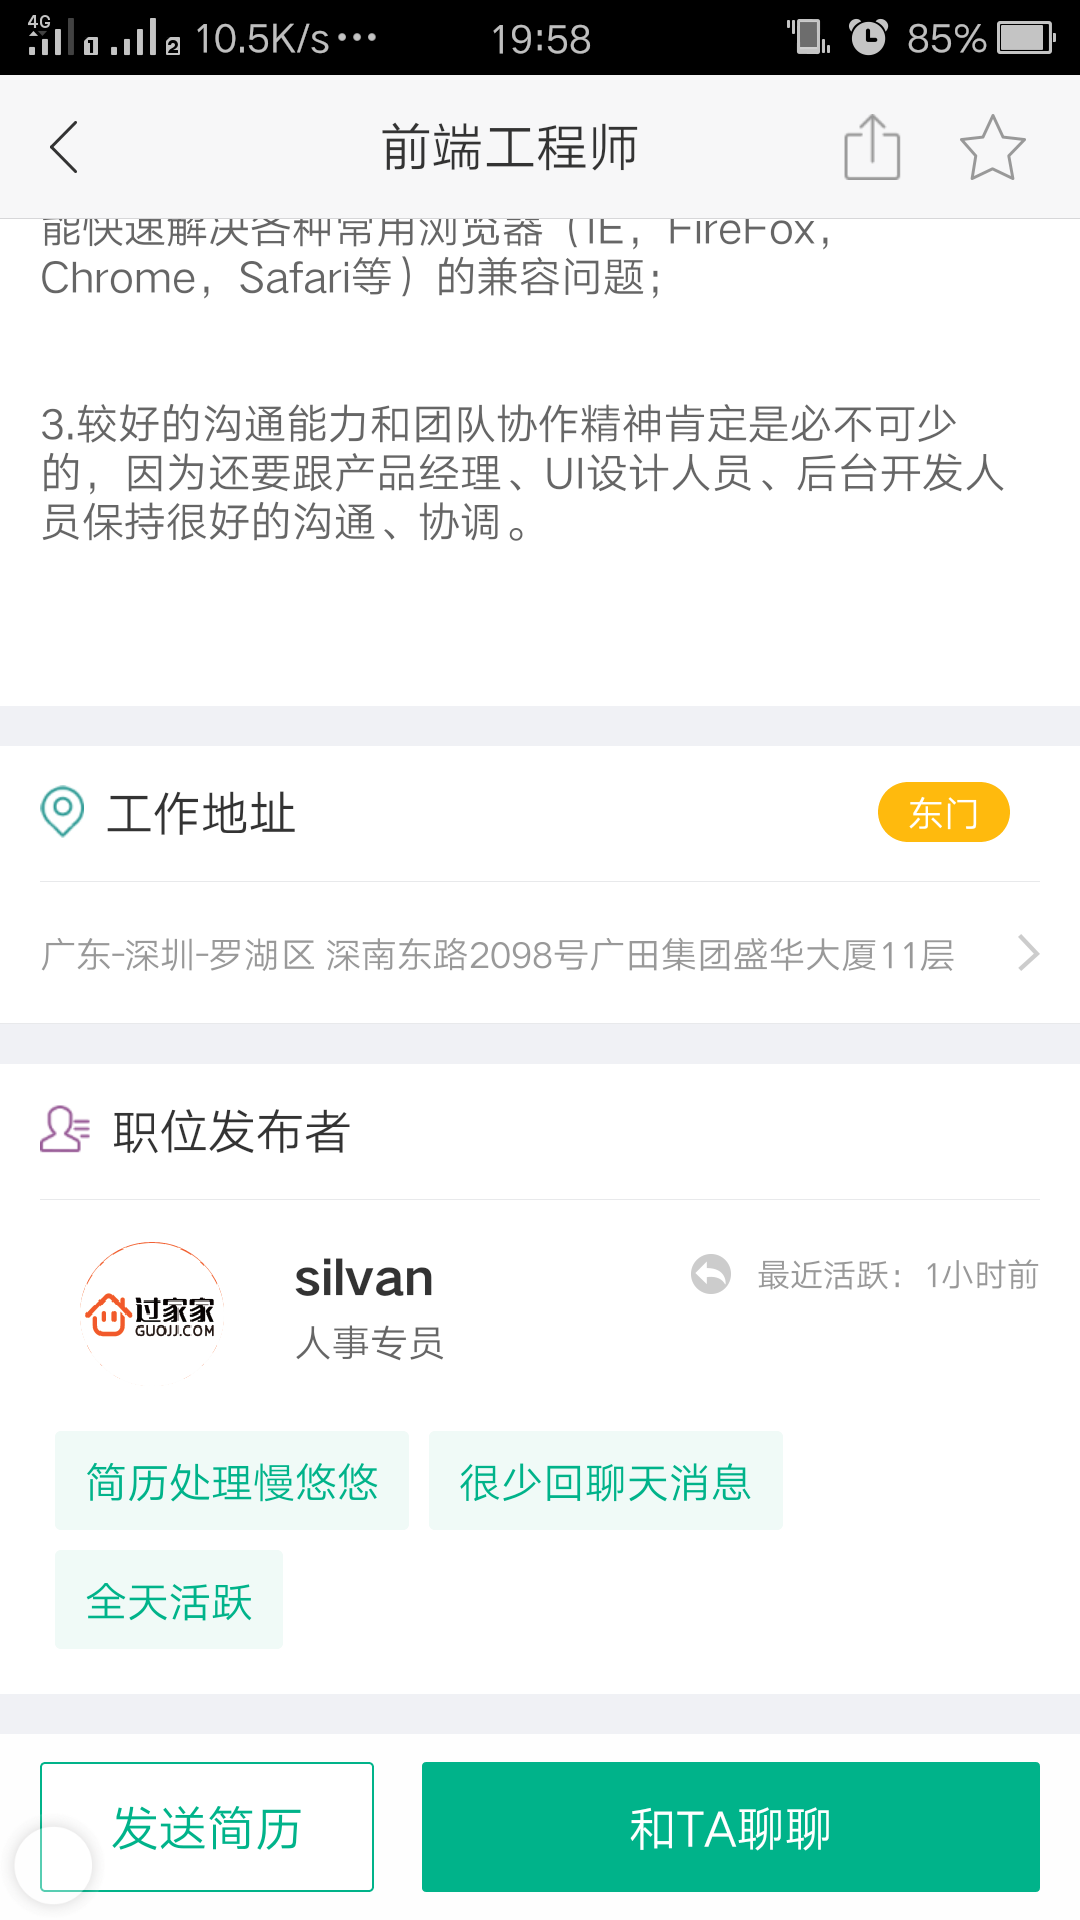 4G 1 2 10.5K/s··· 19:58 85%
前端工程师
能快速解决各种常用浏览器（IE，FireFox，
Chrome，Safari等）的兼容问题；
3.较好的沟通能力和团队协作精神肯定是必不可少
的，因为还要跟产品经理、UI设计人员、后台开发人
员保持很好的沟通、协调。
工作地址
东门
广东-深圳-罗湖区 深南东路2098号广田集团盛华大厦11层
职位发布者
过家家
GUOJJ.COM
silvan
最近活跃：1小时前
人事专员
简历处理慢悠悠
很少回聊天消息
全天活跃
发送简历
和TA聊聊